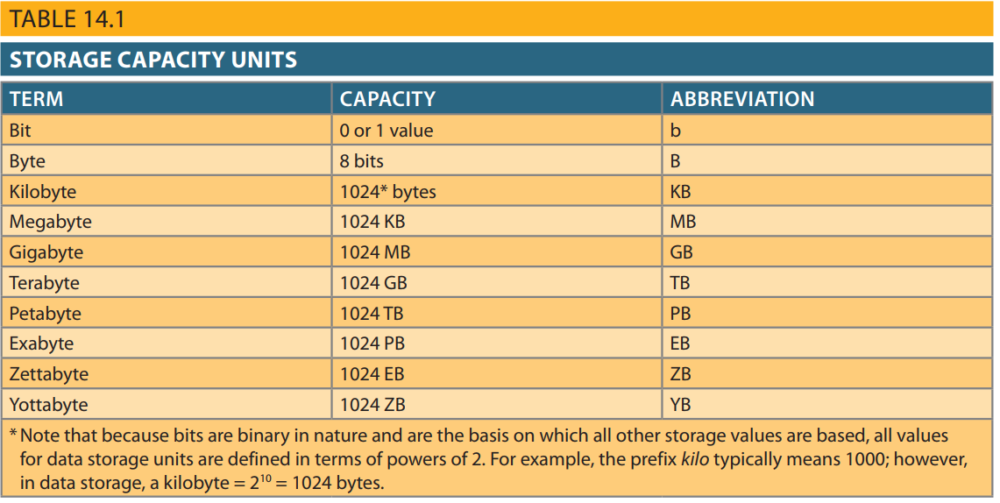 TABLE 14.1
STORAGE CAPACITY UNITS
TERM CAPACITY ABBREVIATION
Bit 0 or 1 value b
Byte 8 bits B
Kilobyte 1024* bytes KB
Megabyte 1024 KB MB
Gigabyte 1024 MB GB
Terabyte 1024 GB TB
Petabyte 1024 TB PB
Exabyte 1024 PB EB
Zettabyte 1024 EB ZB
Yottabyte 1024 ZB YB
* Note that because bits are binary in nature and are the basis on which all other storage values are based, all values
for data storage units are defined in terms of powers of 2. For example, the prefix kilo typically means 1000; however,
in data storage, a kilobyte = 2¹⁰ = 1024 bytes.